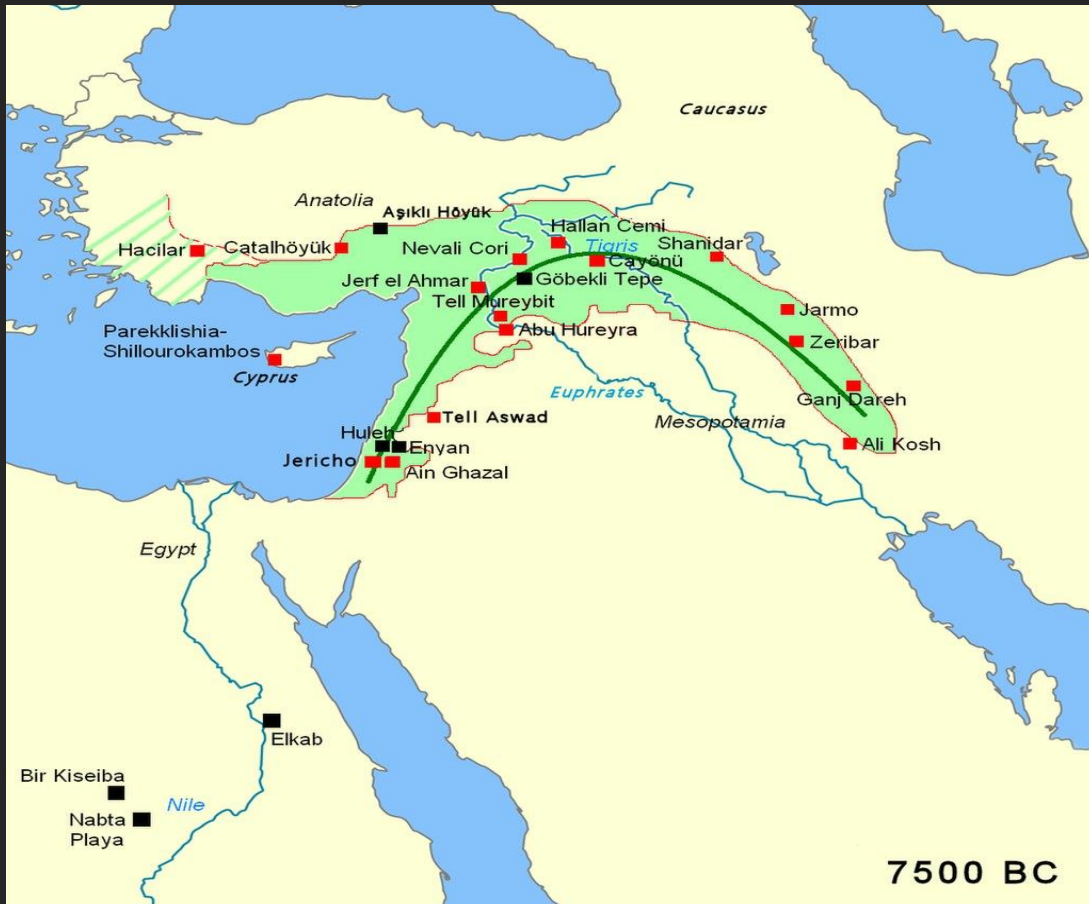 Caucasus
Anatolia
Aşıklı Höyük
Hacilar
Catalhöyük
Nevali Cori
Hallan Cemi
Tigris
Shanidar
Cayönü
Jerf el Ahmar
Göbekli Tepe
Tell Mureybit
Jarmo
Parekklishia-
Shillourokambos
Abu Hureyra
Zeribar
Cyprus
Euphrates
Ganj Dareh
Tell Aswad
Mesopotamia
Huleh
Enyan
Ali Kosh
Jericho
Ain Ghazal
Egypt
Elkab
Bir Kiseiba
Nile
Nabta
Playa
7500 BC